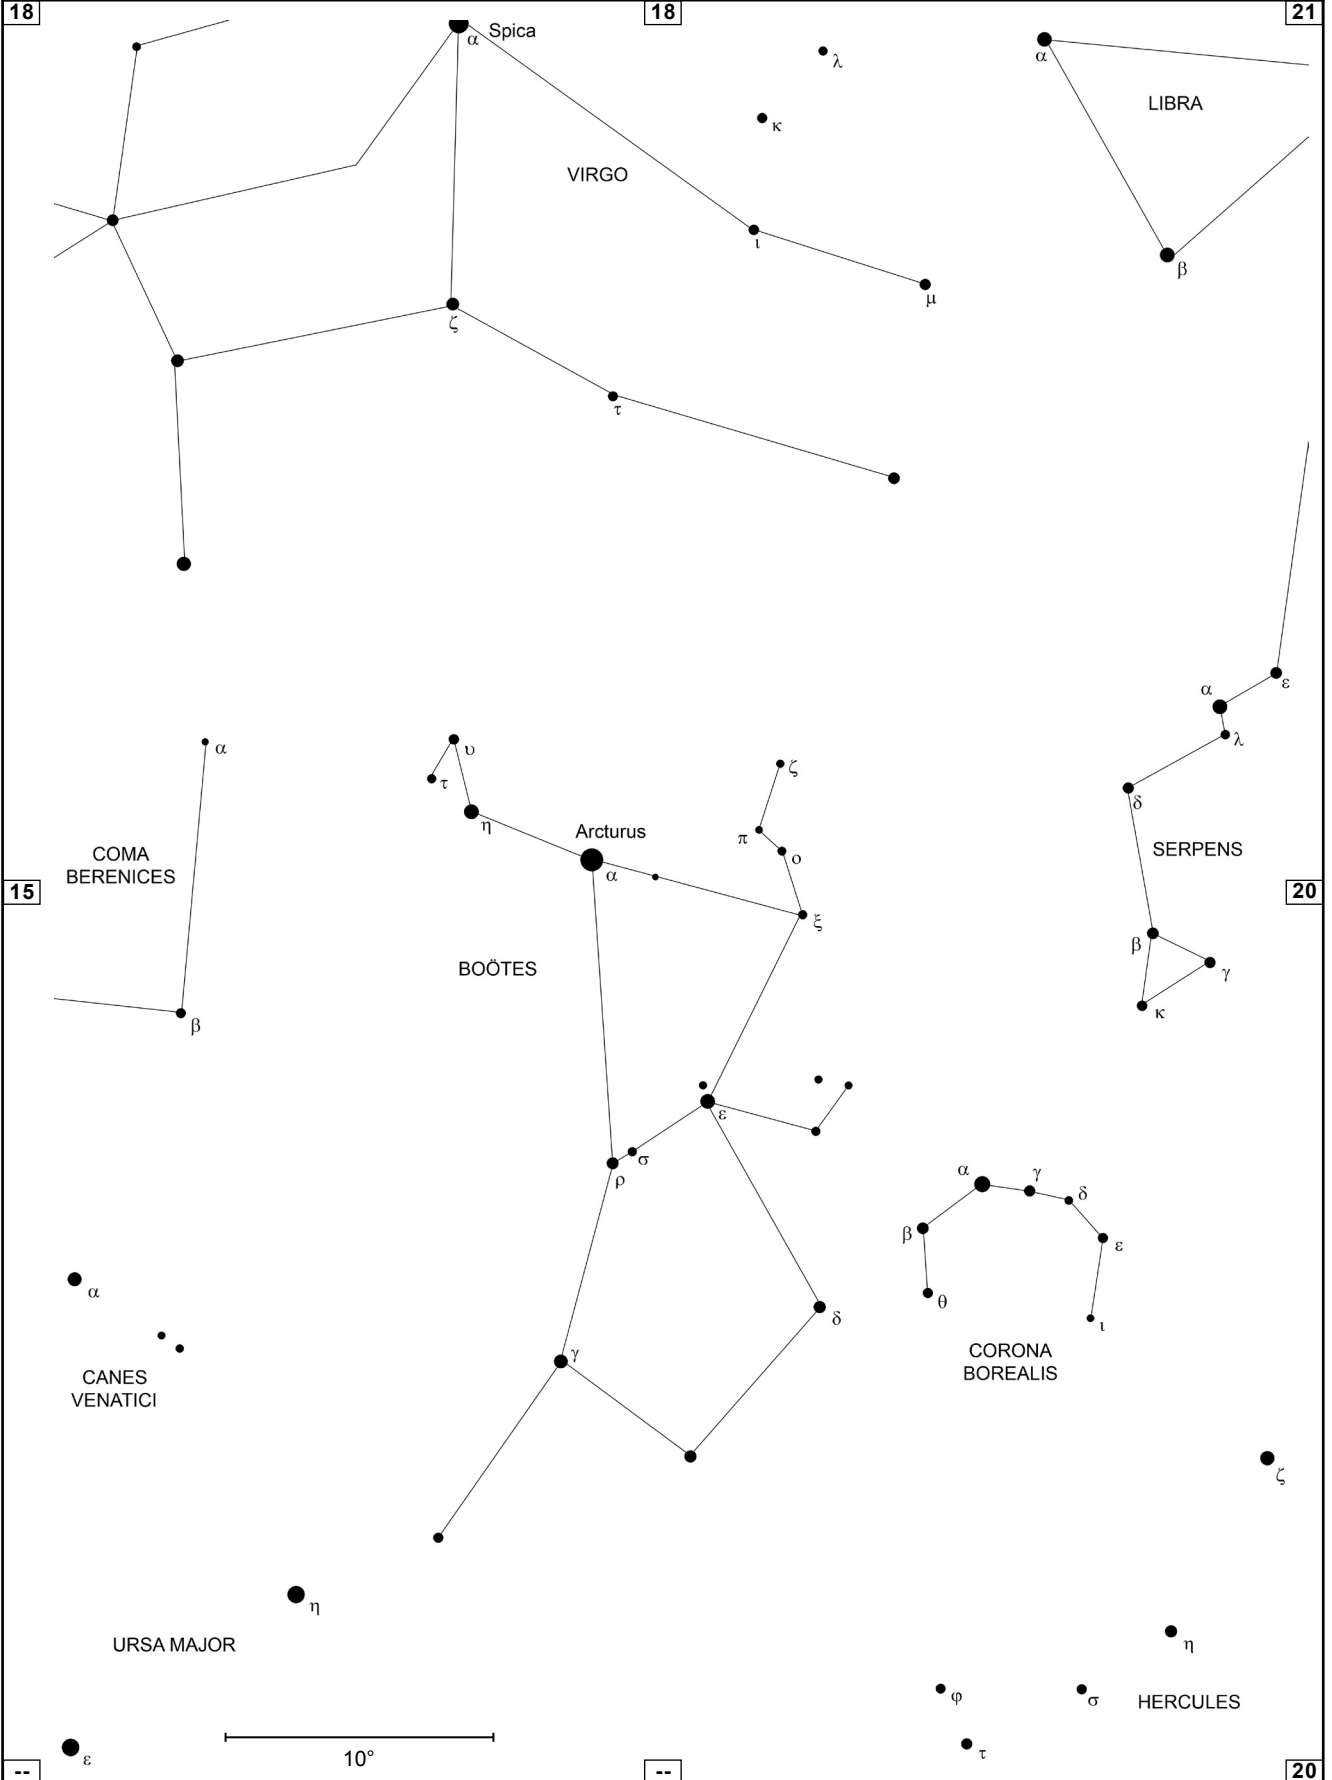 18
18
21
α Spica
λ
α
LIBRA
κ
VIRGO
ι
β
μ
ζ
τ
α
ε
λ
α
υ
ζ
τ
δ
η
Arcturus
π
ο
COMA
BERENICES
SERPENS
α
15
20
ξ
β
BOÖTES
γ
κ
β
ε
σ
ρ
α
γ
δ
β
ε
α
θ
δ
ι
γ
CORONA
BOREALIS
CANES
VENATICI
ζ
η
URSA MAJOR
η
φ
σ
HERCULES
τ
ε
10°
--
--
20